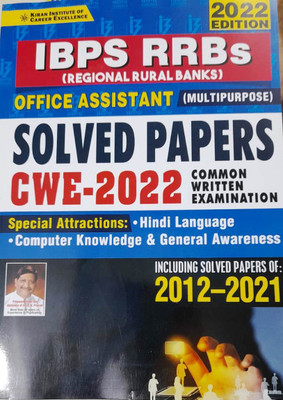 KIRAN INSTITUTE OF
CAREER EXCELLENCE
2022
EDITION
IBPS RRBs
(REGIONAL RURAL BANKS)
OFFICE ASSISTANT (MULTIPURPOSE)
SOLVED PAPERS
CWE-2022 COMMON
WRITTEN
EXAMINATION
Special Attractions: • Hindi Language
• Computer Knowledge & General Awareness
INCLUDING SOLVED PAPERS OF:
2012–2021